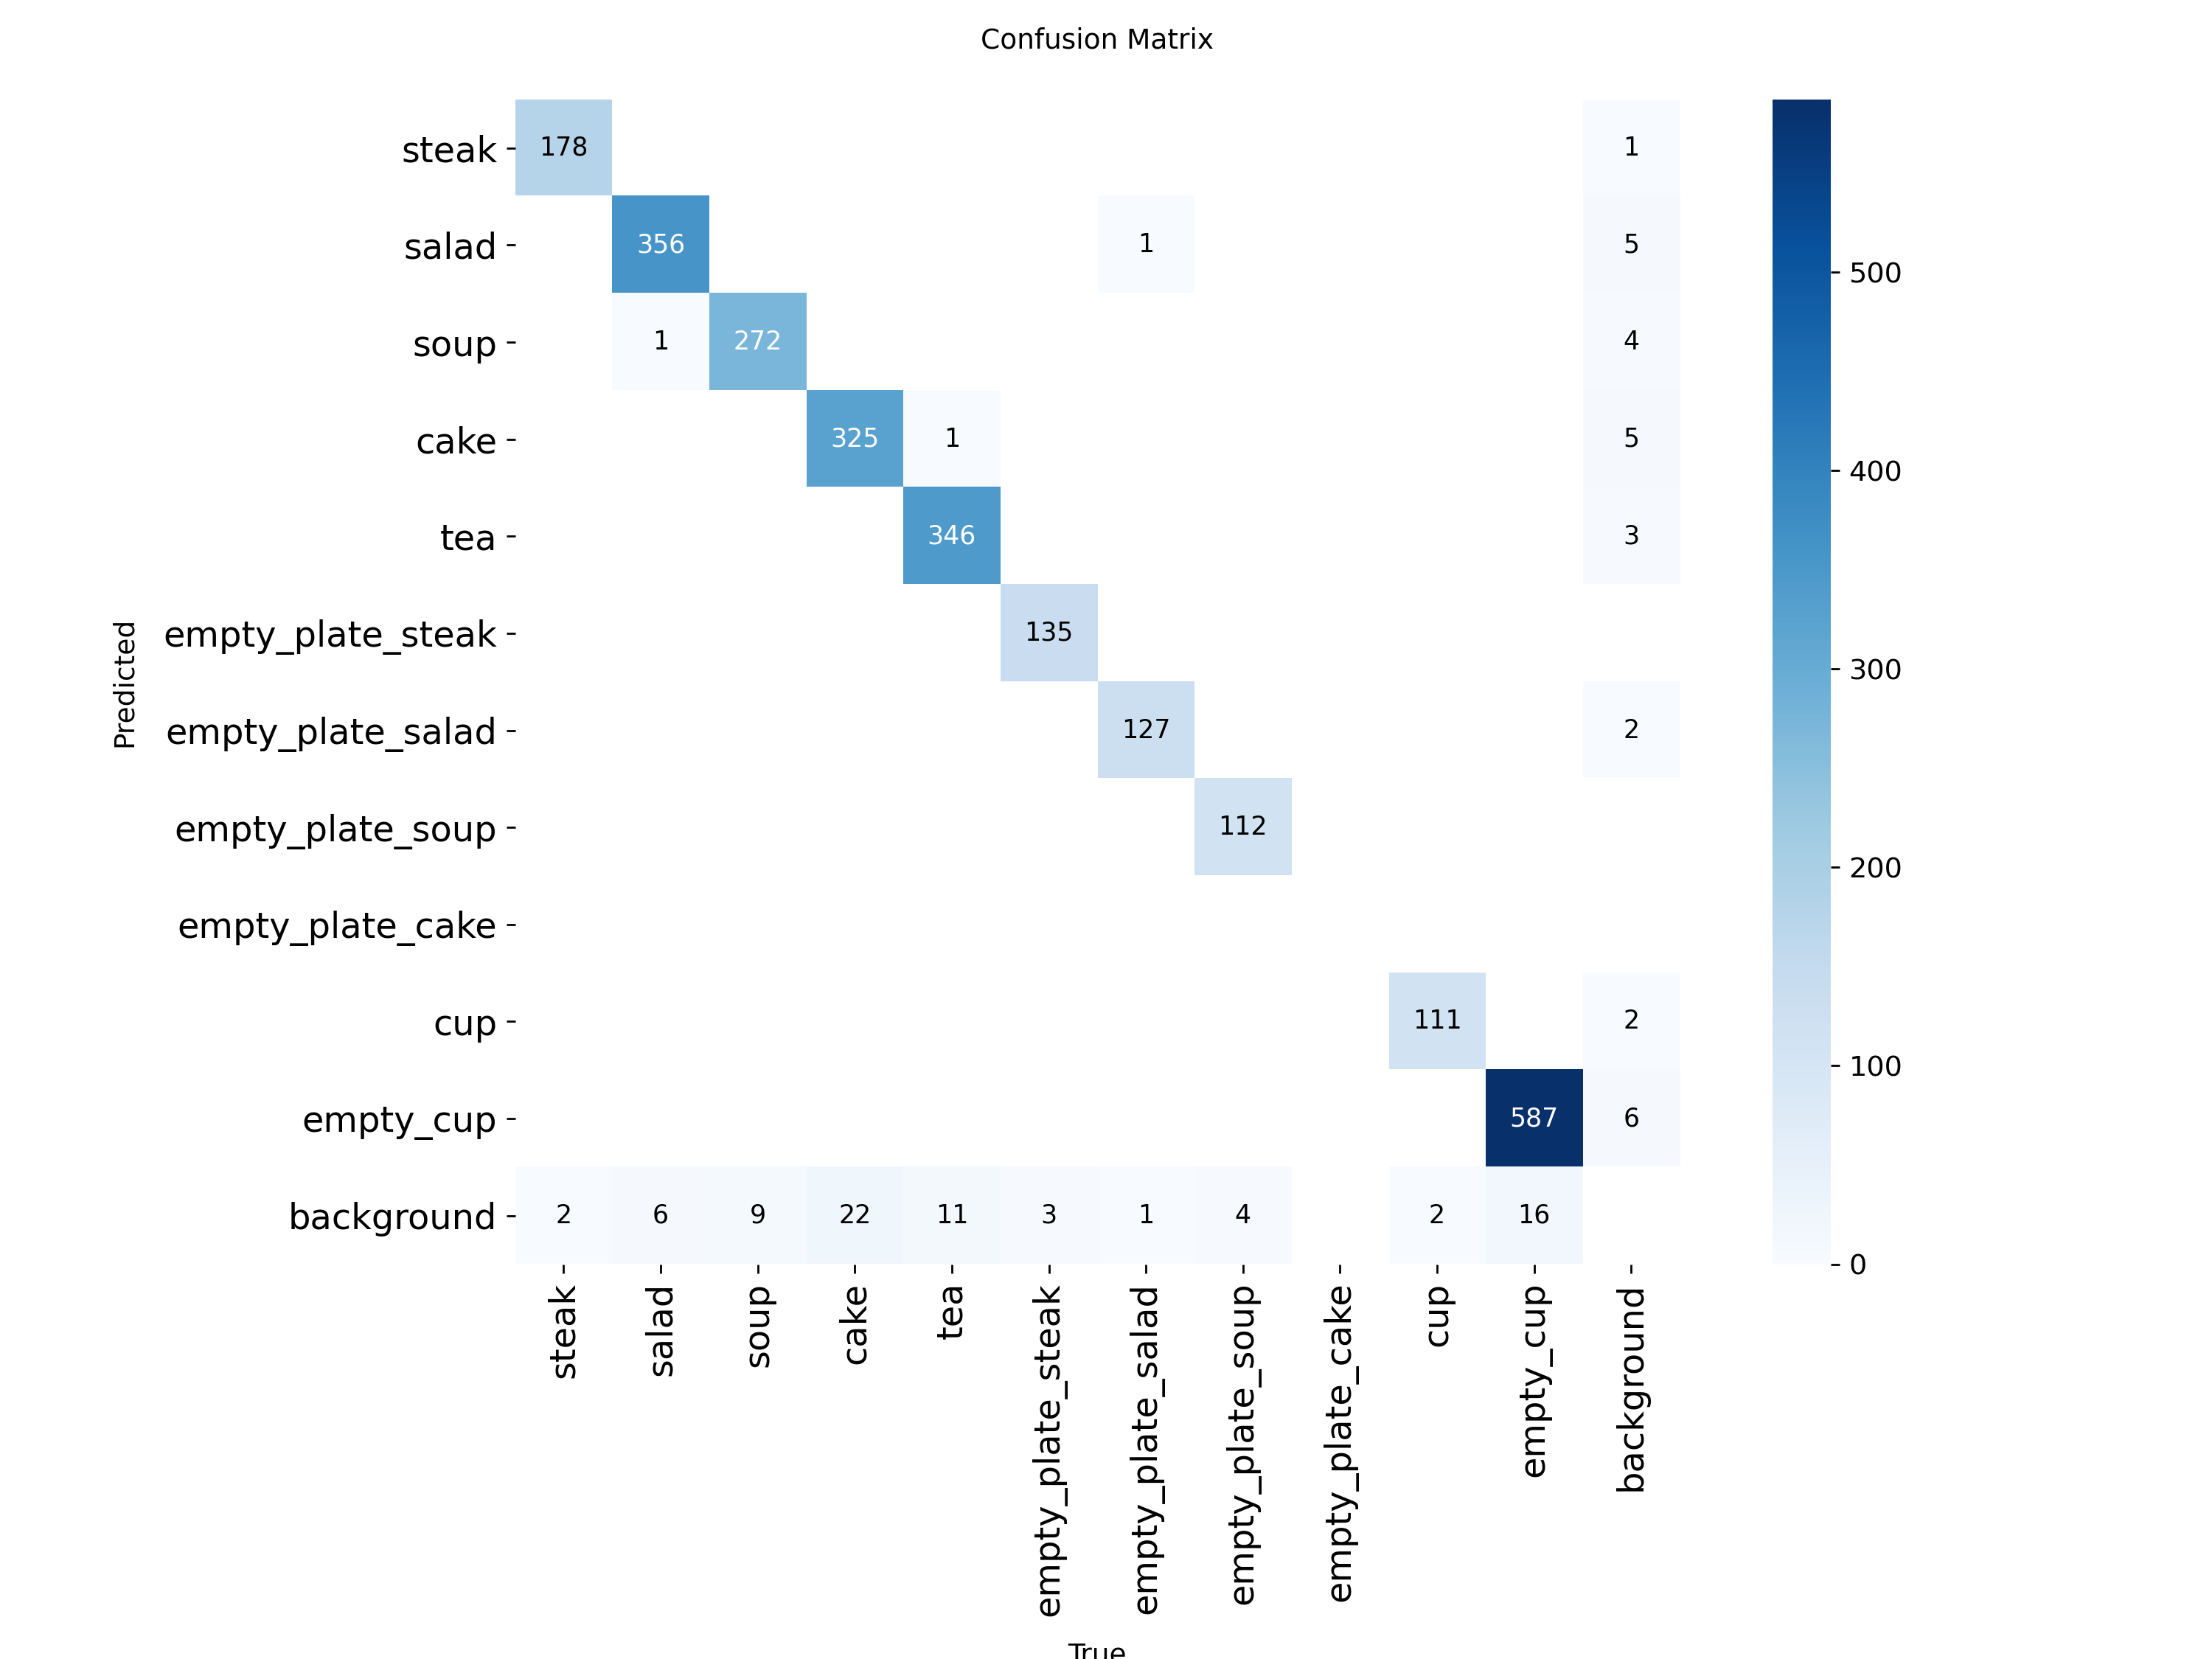 Confusion Matrix
steak 178 1
salad 356 1 5
500
soup 1 272 4
cake 325 1 5
400
tea 346 3
empty_plate_steak 135
300
Predicted
empty_plate_salad 127 2
empty_plate_soup 112
200
empty_plate_cake
cup 111 2
100
empty_cup 587 6
background 2 6 9 22 11 3 1 4 2 16
0
steak
salad
soup
cake
tea
empty_plate_steak
empty_plate_salad
empty_plate_soup
empty_plate_cake
cup
empty_cup
background
True